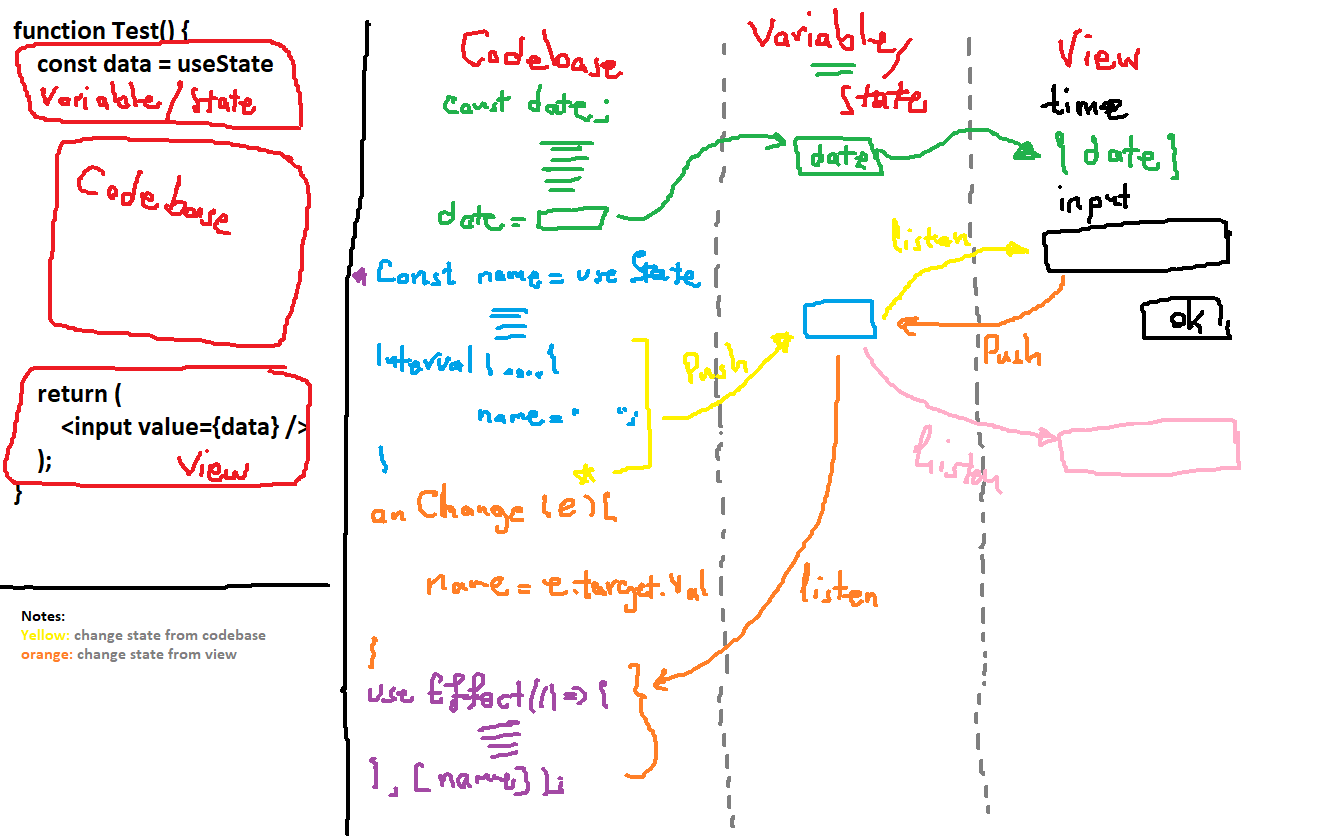 function Test() {
const data = useState
Variable / State
Codebase
return (
<input value={data} />
);
View
}
Notes:
Yellow: change state from codebase
orange: change state from view
Codebase
const date;
date =
Const name = use State
Interval (....{
name = " ";
}
Push
*
on Change (e) {
name = e.target.val
}
listen
use Effect(() => {
}, [name]);
Variable/
State
date
View
time
[ date ]
input
listen
Push
ok
listen